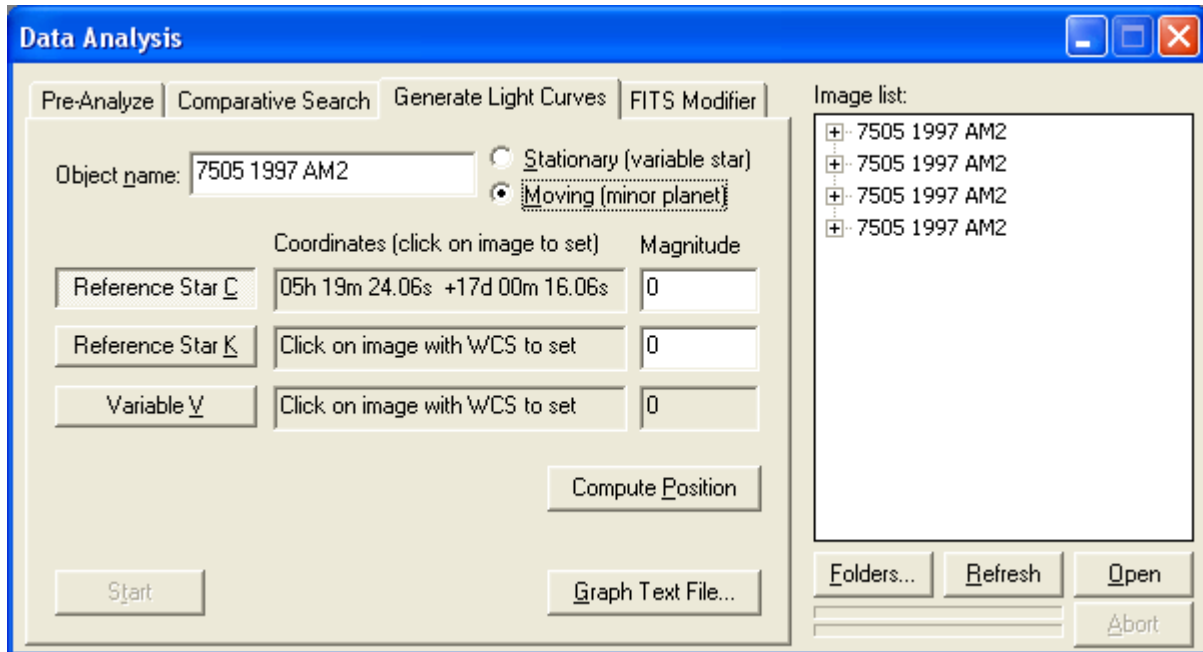 Data Analysis
Pre-Analyze
Comparative Search
Generate Light Curves
FITS Modifier
Object name: 7505 1997 AM2
Stationary (variable star)
Moving (minor planet)
Coordinates (click on image to set)
Magnitude
Reference Star C
05h 19m 24.06s +17d 00m 16.06s
0
Reference Star K
Click on image with WCS to set
0
Variable V
Click on image with WCS to set
0
Compute Position
Start
Graph Text File...
Image list:
7505 1997 AM2
7505 1997 AM2
7505 1997 AM2
7505 1997 AM2
Folders...
Refresh
Open
Abort